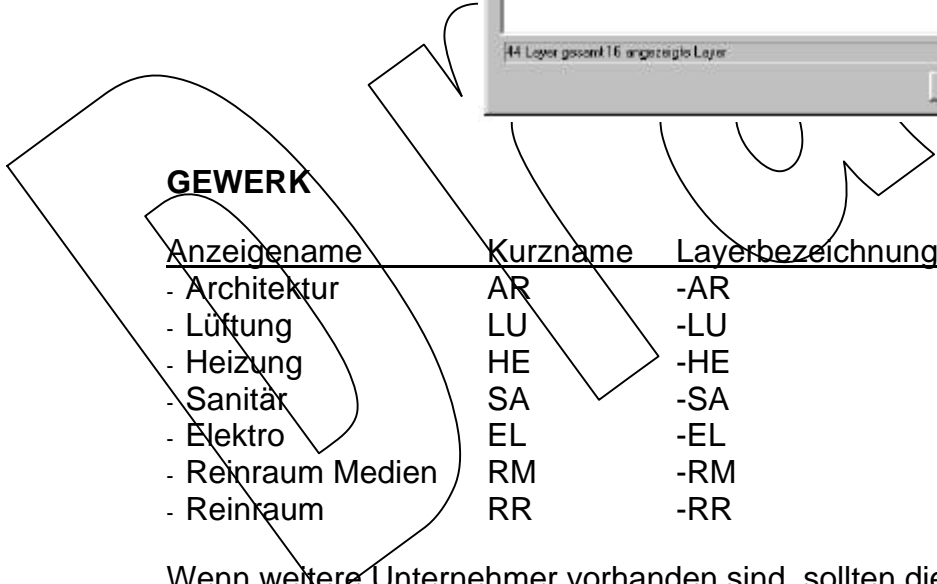 44 Layer gesamt 16 angezeigte Layer
GEWERK
Anzeigename Kurzname Layerbezeichnung
- Architektur AR -AR
- Lüftung LU -LU
- Heizung HE -HE
- Sanitär SA -SA
- Elektro EL -EL
- Reinraum Medien RM -RM
- Reinraum RR -RR
Wenn weitere Unternehmer vorhanden sind, sollten die